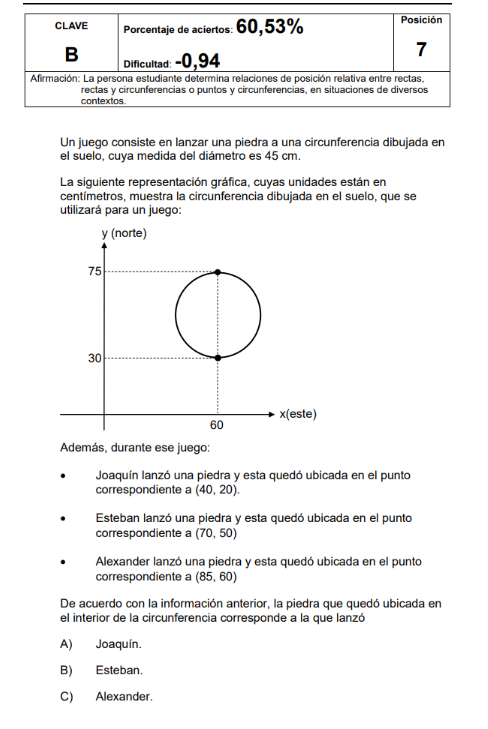 CLAVE
B
Porcentaje de aciertos: 60,53%
Dificultad: -0,94
Posición
7
Afirmación: La persona estudiante determina relaciones de posición relativa entre rectas,
rectas y circunferencias o puntos y circunferencias, en situaciones de diversos
contextos.
Un juego consiste en lanzar una piedra a una circunferencia dibujada en
el suelo, cuya medida del diámetro es 45 cm.
La siguiente representación gráfica, cuyas unidades están en
centímetros, muestra la circunferencia dibujada en el suelo, que se
utilizará para un juego:
y (norte)
75
30
x(este)
60
Además, durante ese juego:
• Joaquín lanzó una piedra y esta quedó ubicada en el punto
correspondiente a (40, 20).
• Esteban lanzó una piedra y esta quedó ubicada en el punto
correspondiente a (70, 50)
• Alexander lanzó una piedra y esta quedó ubicada en el punto
correspondiente a (85, 60)
De acuerdo con la información anterior, la piedra que quedó ubicada en
el interior de la circunferencia corresponde a la que lanzó
A) Joaquín.
B) Esteban.
C) Alexander.